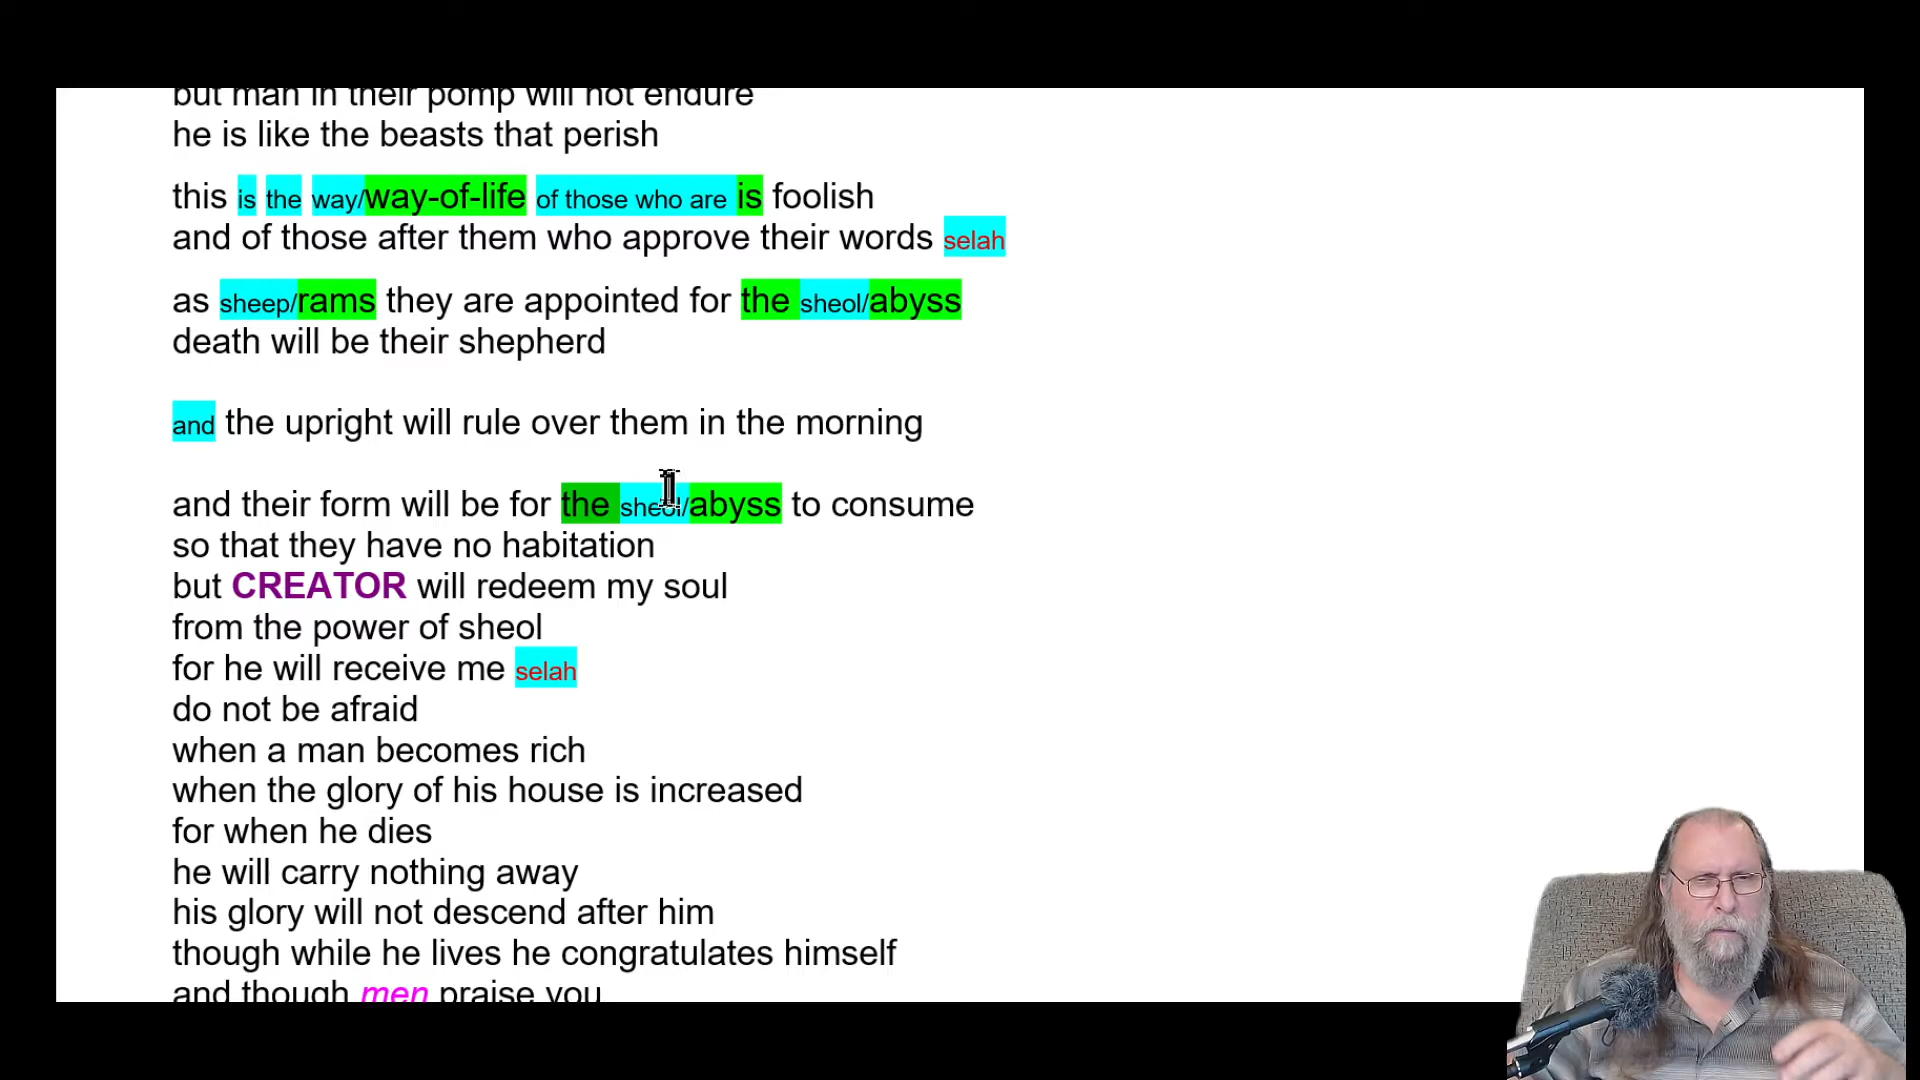 but man in their pomp will not endure
he is like the beasts that perish
this is the way/way-of-life of those who are is foolish
and of those after them who approve their words selah
as sheep/rams they are appointed for the sheol/abyss
death will be their shepherd
and the upright will rule over them in the morning
and their form will be for the sheol/abyss to consume
so that they have no habitation
but CREATOR will redeem my soul
from the power of sheol
for he will receive me selah
do not be afraid
when a man becomes rich
when the glory of his house is increased
for when he dies
he will carry nothing away
his glory will not descend after him
though while he lives he congratulates himself
and though men praise you